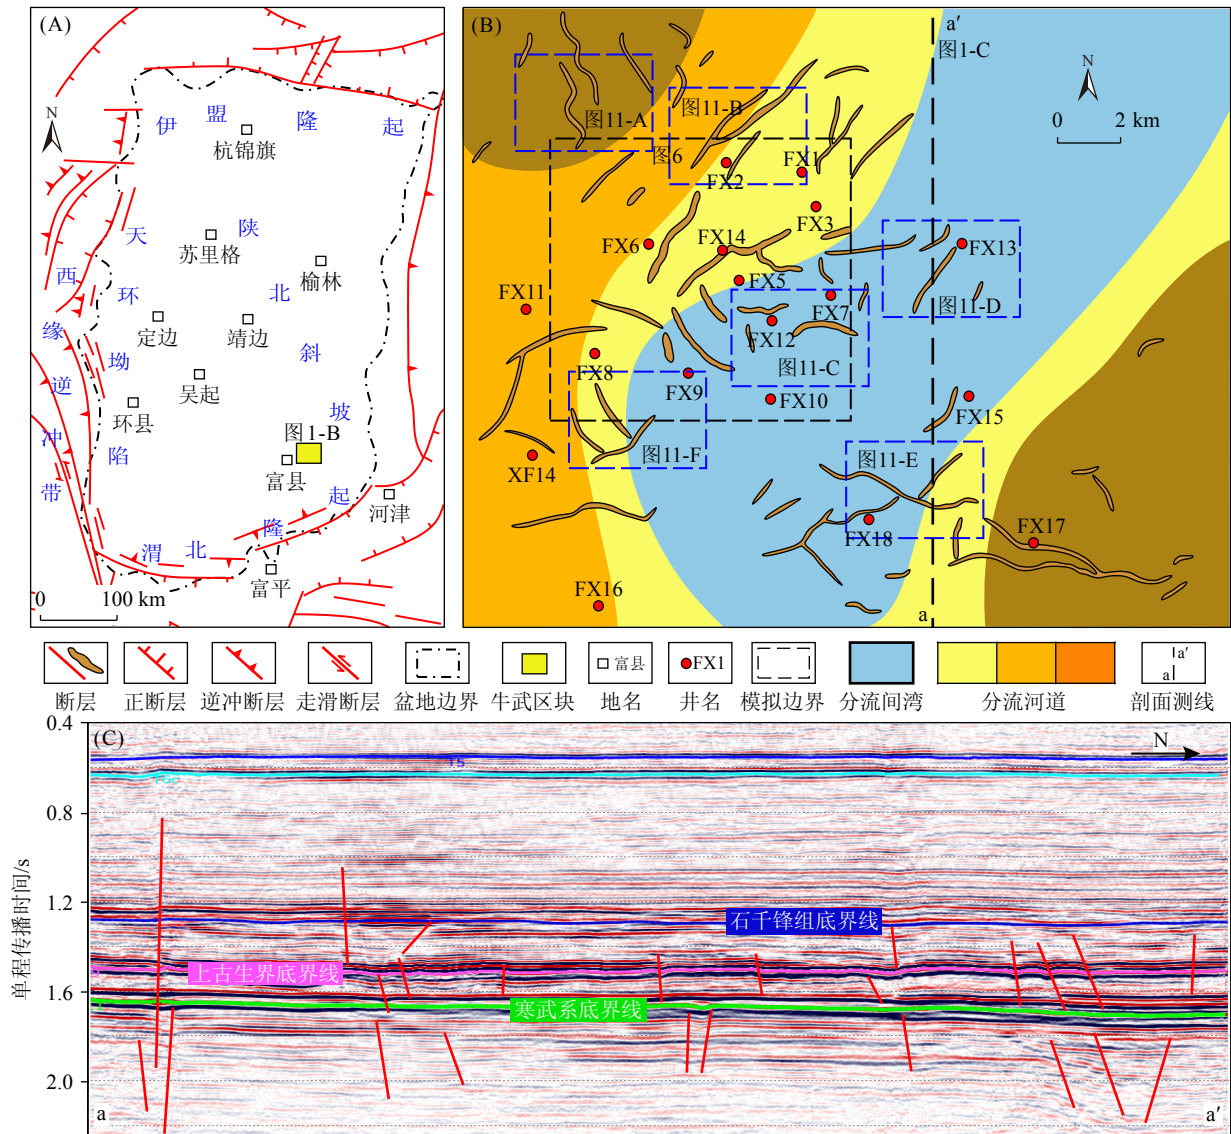 (A)
N
伊盟隆起
杭锦旗
天环坳陷
陕北斜坡
苏里格
榆林
西缘逆冲带
定边
靖边
吴起
环县
图1-B
富县
河津
渭北隆起
富平
0 100 km
(B)
a′
图1-C
N
0 2 km
图11-A
图11-B
图6
FX1
FX2
FX3
FX6
FX14
FX13
FX5
FX11
FX7
图11-D
FX12
FX8
图11-C
FX9
FX10
FX15
图11-F
图11-E
XF14
FX18
FX17
FX16
a
富县
FX1
a′
a
断层
正断层
逆冲断层
走滑断层
盆地边界
牛武区块
地名
井名
模拟边界
分流间湾
分流河道
剖面测线
(C)
N
T5
单程传播时间/s
0.4
0.8
1.2
1.6
2.0
石千锋组底界线
上古生界底界线
寒武系底界线
a
a′